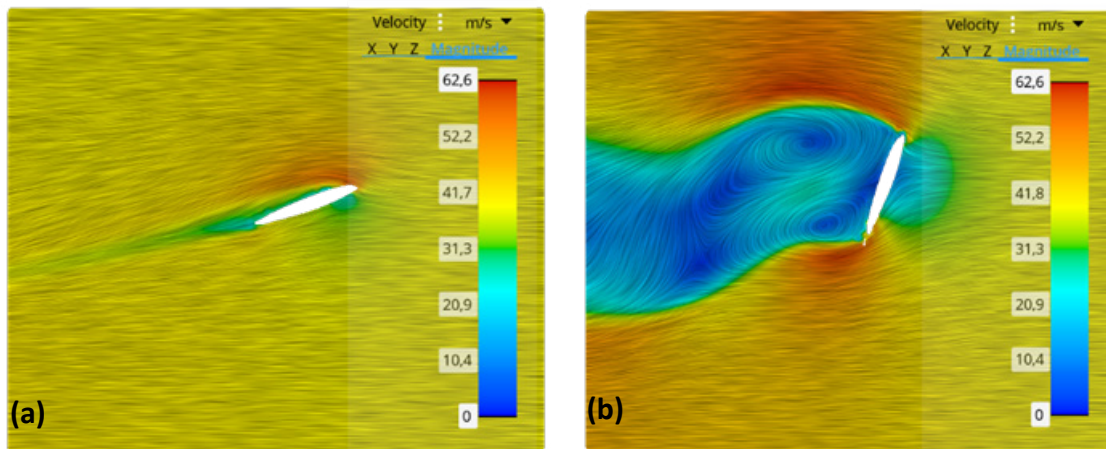 Velocity m/s
X Y Z Magnitude
62,6
52,2
41,7
31,3
20,9
10,4
0
(a)
Velocity m/s
X Y Z Magnitude
62,6
52,2
41,8
31,3
20,9
10,4
0
(b)